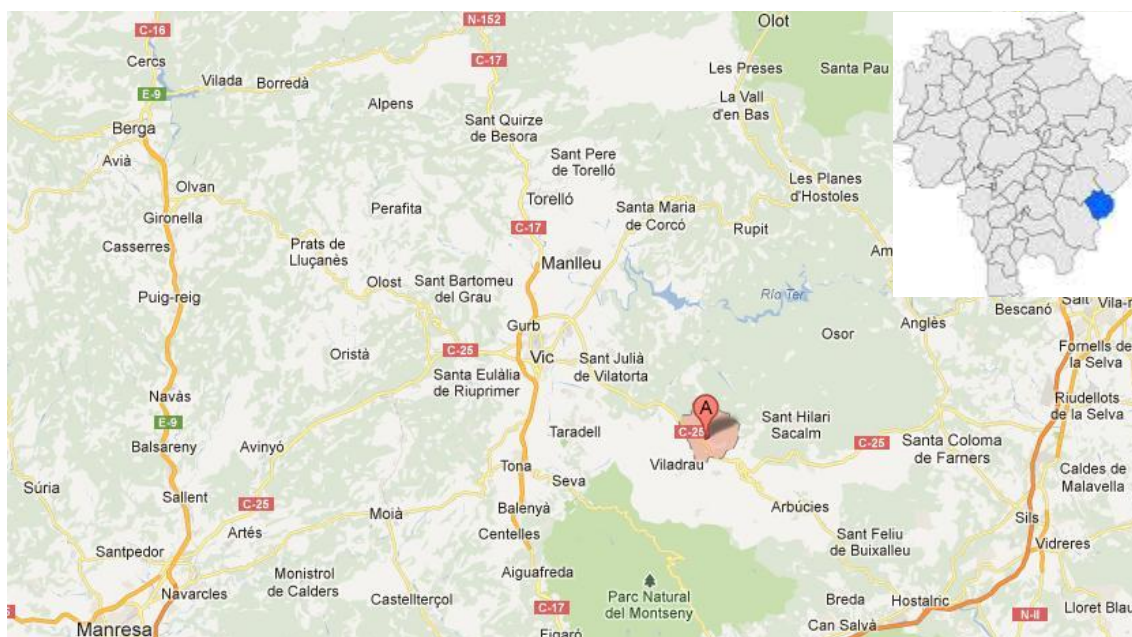 C-16
N-152
Olot
Cercs
C-17
Les Preses
Santa Pau
Vilada
Borredà
E-9
Alpens
La Vall
d'en Bas
Berga
Sant Quirze
de Besora
Avià
Sant Pere
de Torelló
Les Planes
d'Hostoles
Olvan
Torelló
Perafita
Santa Maria
de Corcó
Gironella
C-17
Rupit
Casserres
Prats de
Lluçanès
Am
Manlleu
Olost
Sant Bartomeu
del Grau
Puig-reig
Río Ter
Salt
Vila-r
Bescanó
Gurb
Osor
Anglès
Oristà
C-25
Vic
Sant Julià
de Vilatorta
Fornells de
la Selva
Santa Eulàlia
de Riuprimer
Navàs
A
Riudellots
de la Selva
E-9
Sant Hilari
Sacalm
Avinyó
Taradell
C-25
C-25
Santa Coloma
de Farners
Balsareny
Viladrau
Tona
Caldes de
Malavella
Súria
Seva
Sallent
C-25
Moià
Balenyà
Arbúcies
Sils
Artés
Centelles
Sant Feliu
de Buixalleu
Vidreres
Santpedor
Aiguafreda
Monistrol
de Calders
Parc Natural
del Montseny
Navarcles
Castellterçol
Breda
Hostalric
C-17
N-II
Lloret Blau
Manresa
Figaró
Can Salvà